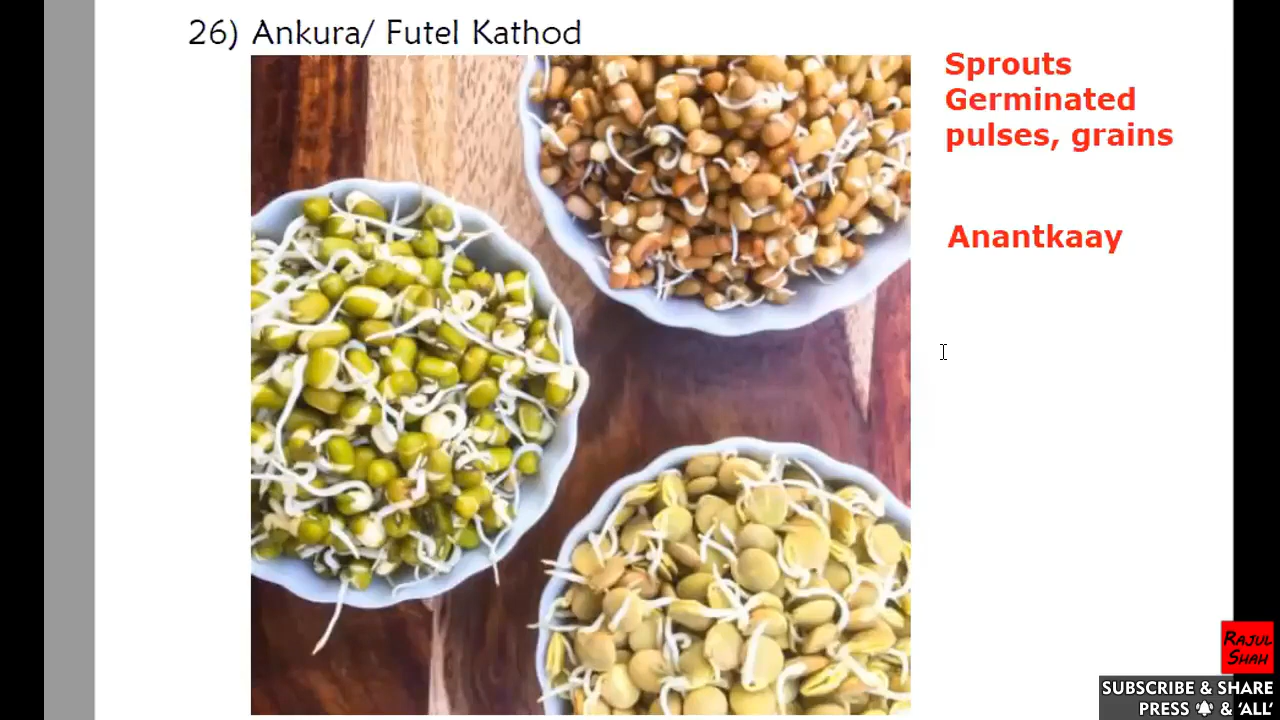 26) Ankura/ Futel Kathod
Sprouts
Germinated
pulses, grains
Anantkaay
RAJUL
SHAH
SUBSCRIBE & SHARE
PRESS 🔔 & 'ALL'